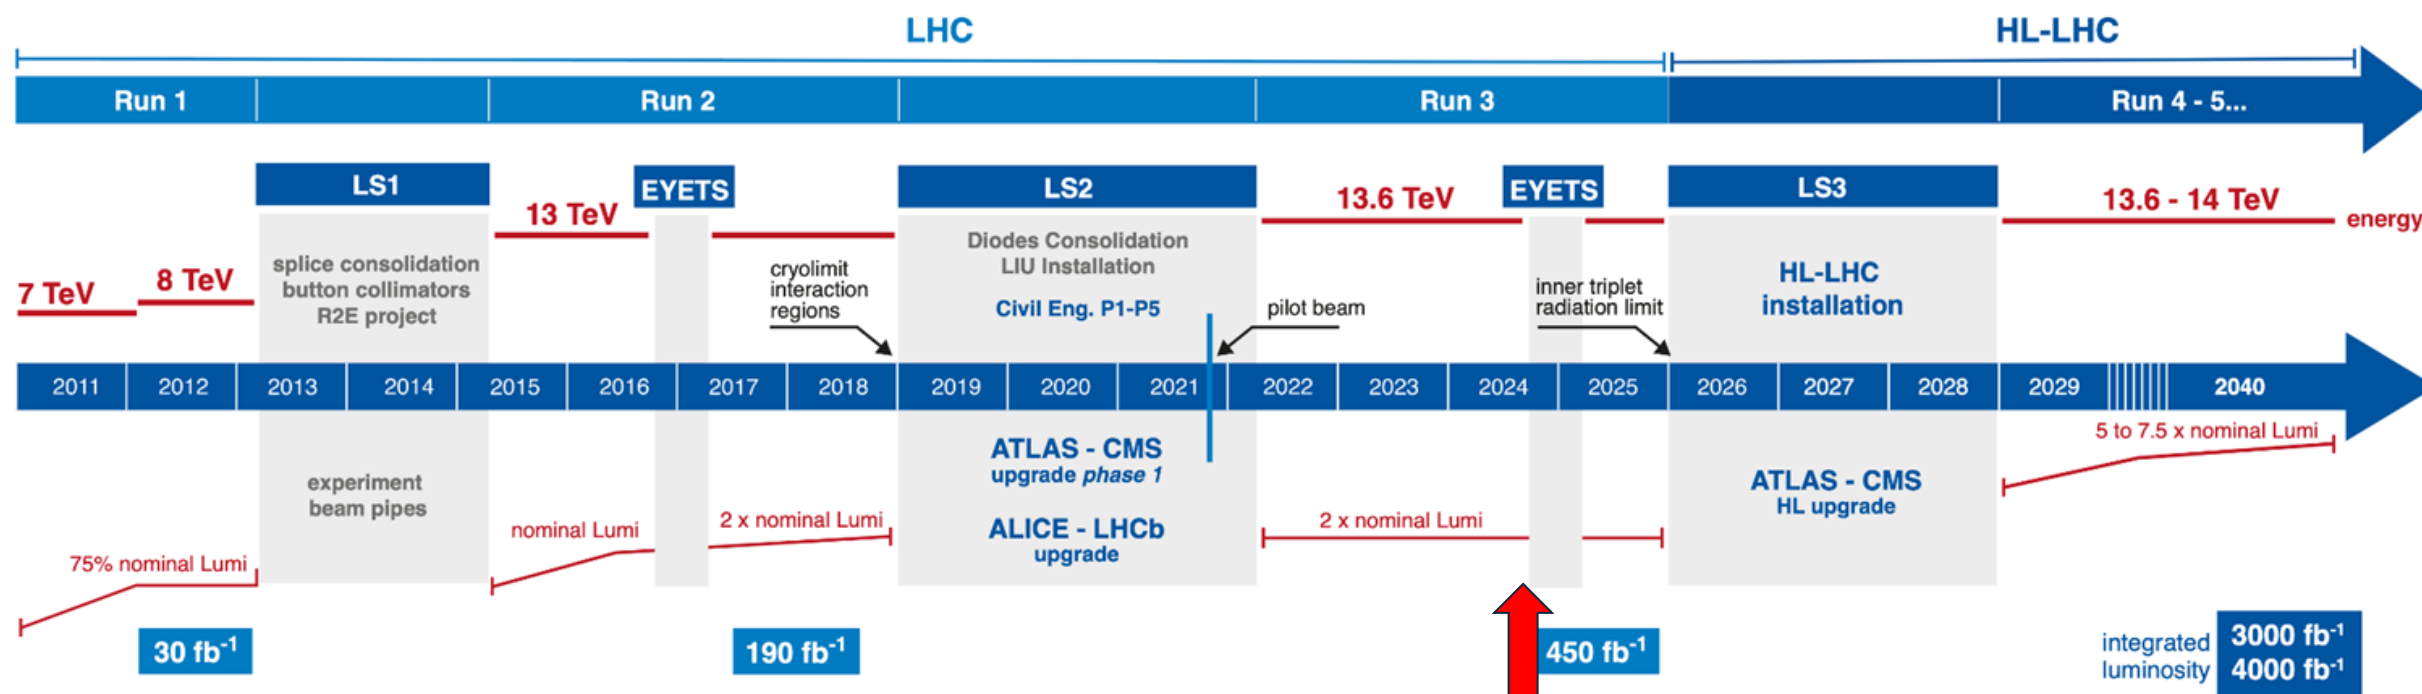 LHC
HL-LHC
Run 1
Run 2
Run 3
Run 4 - 5...
LS1
EYETS
LS2
EYETS
LS3
13 TeV
13.6 TeV
13.6 - 14 TeV
energy
7 TeV
8 TeV
splice consolidation
button collimators
R2E project
cryolimit
interaction
regions
Diodes Consolidation
LIU Installation
Civil Eng. P1-P5
pilot beam
inner triplet
radiation limit
HL-LHC
installation
2011
2012
2013
2014
2015
2016
2017
2018
2019
2020
2021
2022
2023
2024
2025
2026
2027
2028
2029
2040
5 to 7.5 x nominal Lumi
experiment
beam pipes
ATLAS - CMS
upgrade phase 1
ALICE - LHCb
upgrade
ATLAS - CMS
HL upgrade
75% nominal Lumi
nominal Lumi
2 x nominal Lumi
2 x nominal Lumi
30 fb⁻¹
190 fb⁻¹
450 fb⁻¹
integrated
luminosity
3000 fb⁻¹
4000 fb⁻¹